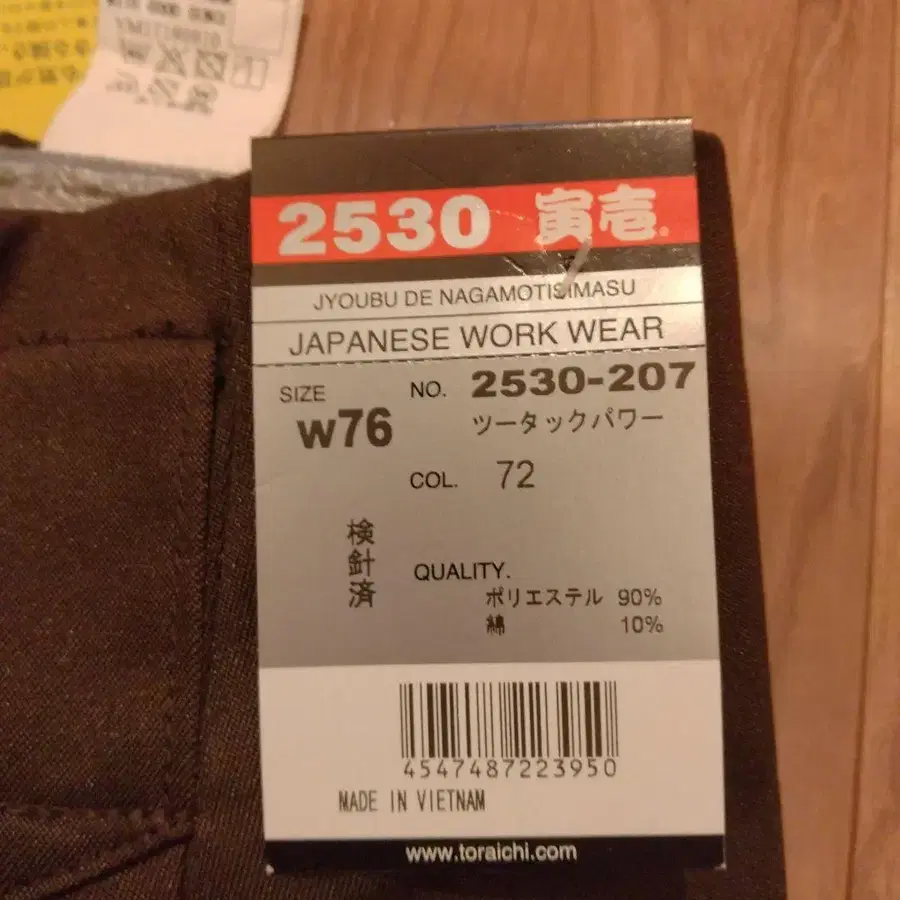 2530 寅壱®
JYOUBU DE NAGAMOTISIMASU
JAPANESE WORK WEAR
SIZE NO. 2530-207
W76 ツータックパワー
COL. 72
検針済
QUALITY.
ポリエステル 90%
綿 10%
4547487223950
MADE IN VIETNAM
www.toraichi.com